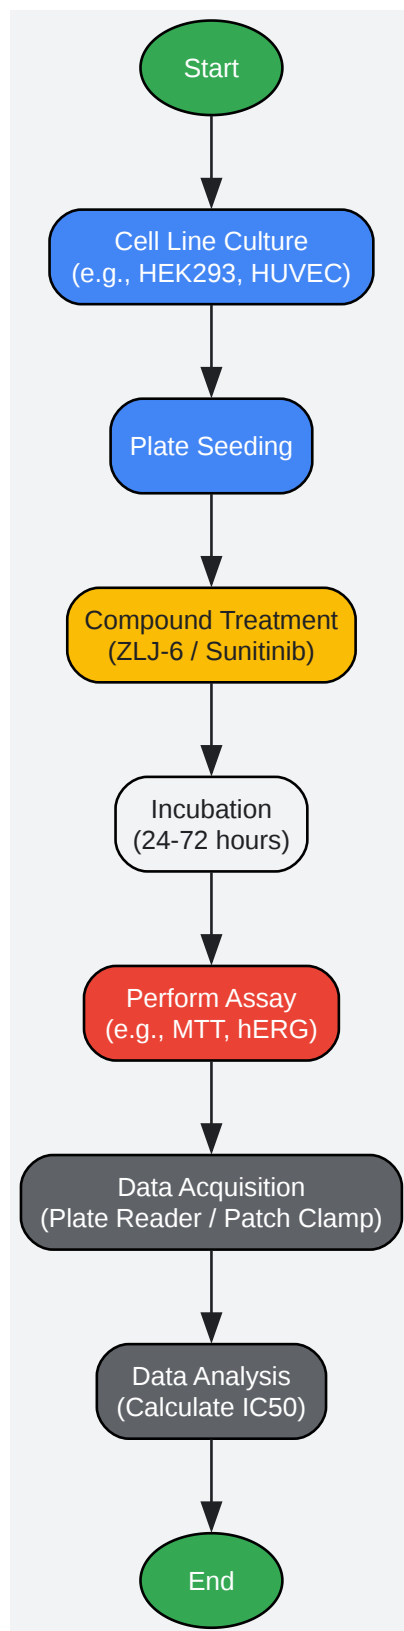 Start
Cell Line Culture
(e.g., HEK293, HUVEC)
Plate Seeding
Compound Treatment
(ZLJ-6 / Sunitinib)
Incubation
(24-72 hours)
Perform Assay
(e.g., MTT, hERG)
Data Acquisition
(Plate Reader / Patch Clamp)
Data Analysis
(Calculate IC50)
End